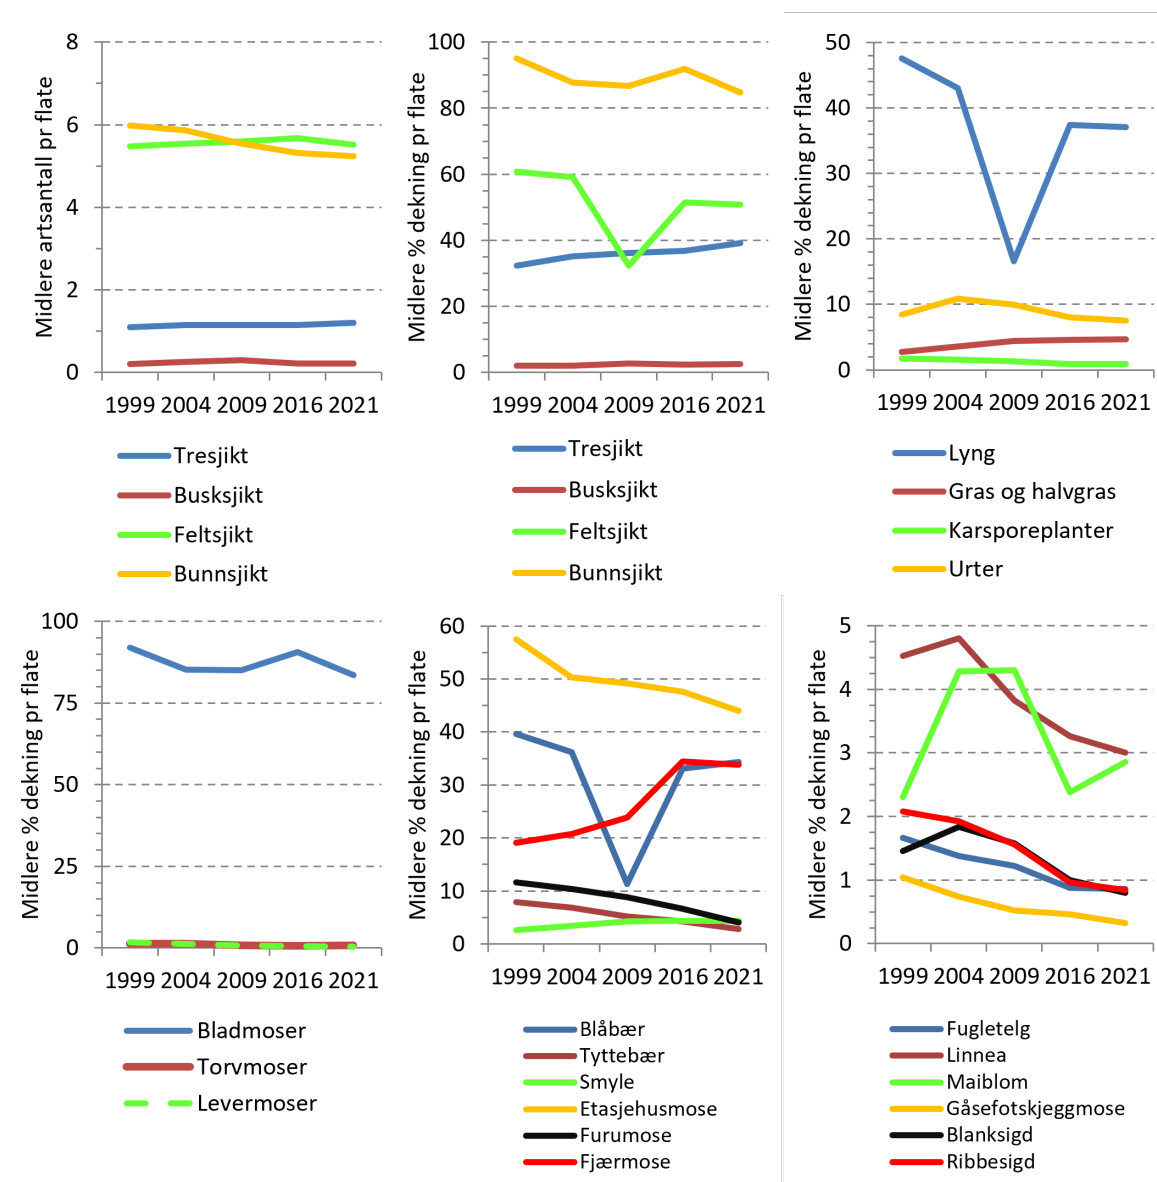 Midlere artsantall pr flate
8
6
4
2
0
1999 2004 2009 2016 2021
Tresjikt
Busksjikt
Feltsjikt
Bunnsjikt
Midlere % dekning pr flate
100
80
60
40
20
0
1999 2004 2009 2016 2021
Tresjikt
Busksjikt
Feltsjikt
Bunnsjikt
Midlere % dekning pr flate
50
40
30
20
10
0
1999 2004 2009 2016 2021
Lyng
Gras og halvgras
Karsporeplanter
Urter
Midlere % dekning pr flate
100
75
50
25
0
1999 2004 2009 2016 2021
Bladmoser
Torvmoser
Levermoser
Midlere % dekning pr flate
60
50
40
30
20
10
0
1999 2004 2009 2016 2021
Blåbær
Tyttebær
Smyle
Etasjehusmose
Furumose
Fjærmose
Midlere % dekning pr flate
5
4
3
2
1
0
1999 2004 2009 2016 2021
Fugletelg
Linnea
Maiblom
Gåsefotskjeggmose
Blanksigd
Ribbesigd